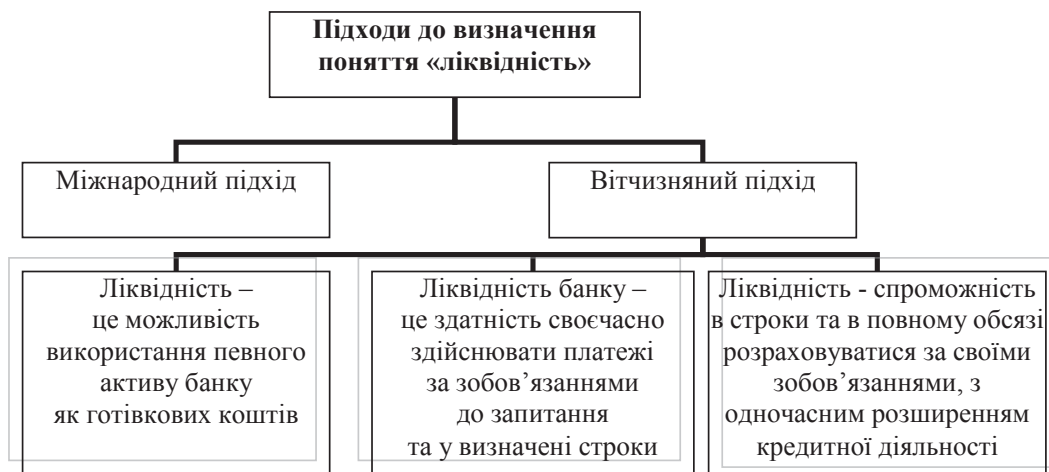 Підходи до визначення
поняття «ліквідність»
Міжнародний підхід
Вітчизняний підхід
Ліквідність –
це можливість
використання певного
активу банку
як готівкових коштів
Ліквідність банку –
це здатність своєчасно
здійснювати платежі
за зобов’язаннями
до запитання
та у визначені строки
Ліквідність - спроможність
в строки та в повному обсязі
розраховуватися за своїми
зобов’язаннями, з
одночасним розширенням
кредитної діяльності